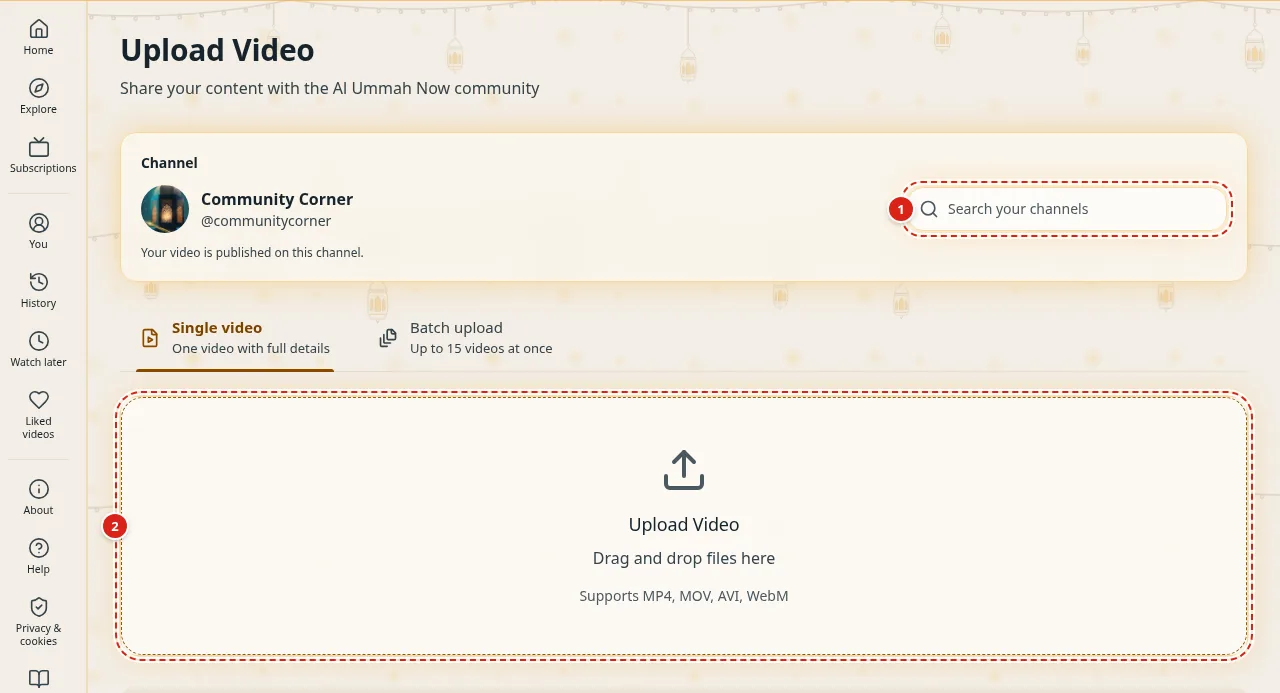 Home
Explore
Subscriptions
You
History
Watch later
Liked
videos
About
Help
Privacy &
cookies
Upload Video
Share your content with the Al Ummah Now community
Channel
Community Corner
@communitycorner
Your video is published on this channel.
1
Search your channels
Single video
One video with full details
Batch upload
Up to 15 videos at once
2
Upload Video
Drag and drop files here
Supports MP4, MOV, AVI, WebM